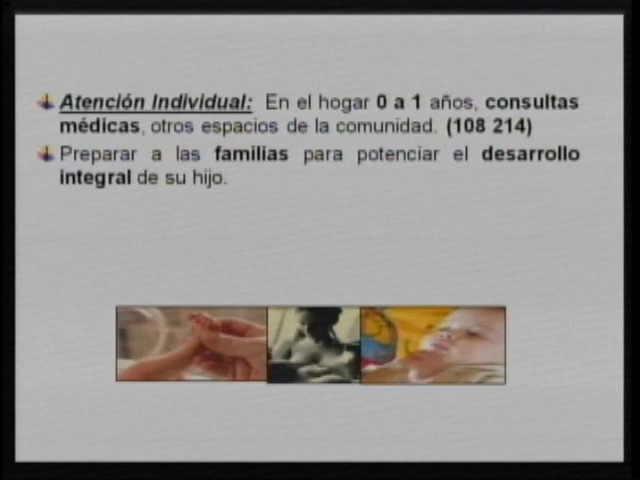 Atención Individual: En el hogar 0 a 1 años, consultas
médicas, otros espacios de la comunidad. (108 214)
Preparar a las familias para potenciar el desarrollo
integral de su hijo.